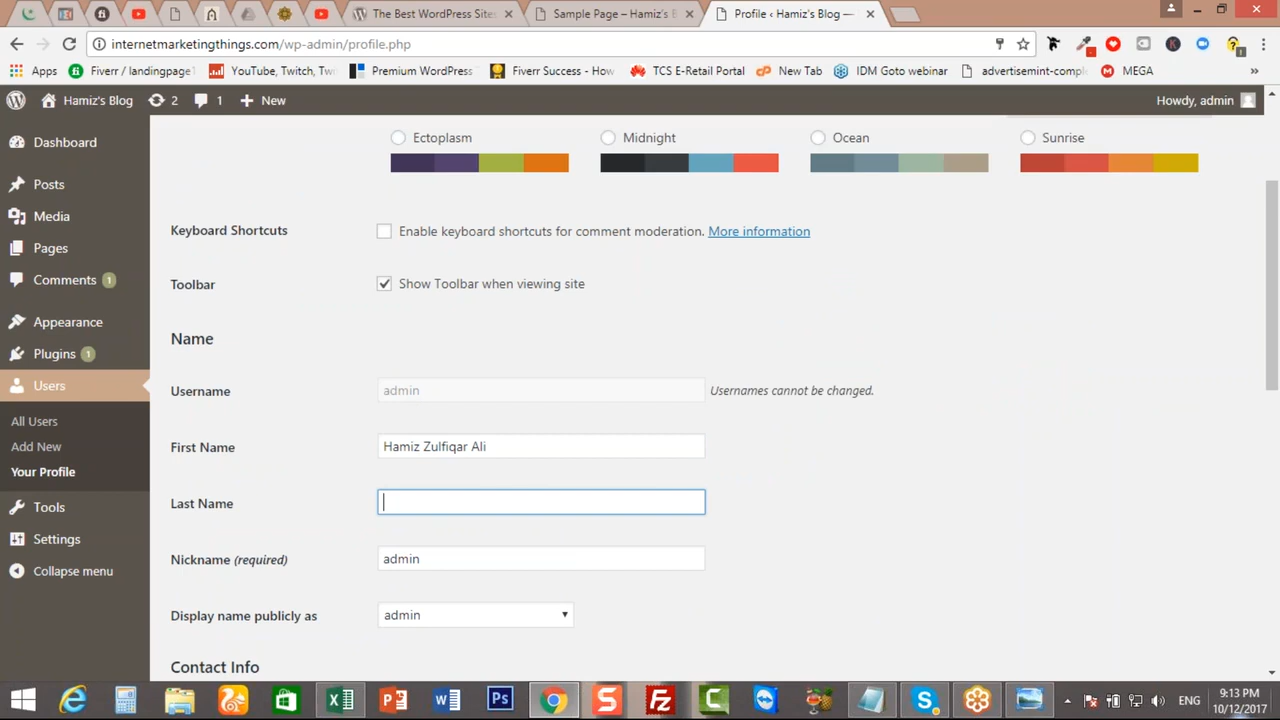 The Best WordPress Site
Sample Page – Hamiz's B
Profile ‹ Hamiz's Blog —
internetmarketingthings.com/wp-admin/profile.php
Apps
Fiverr / landingpage
YouTube, Twitch, Tw
Premium WordPress
Fiverr Success - How
TCS E-Retail Portal
New Tab
IDM Goto webinar
advertisemint-comple
MEGA
»
Hamiz's Blog
2
1
New
Howdy, admin
Dashboard
Posts
Media
Pages
Comments 1
Appearance
Plugins 1
Users
All Users
Add New
Your Profile
Tools
Settings
Collapse menu
Ectoplasm
Midnight
Ocean
Sunrise
Keyboard Shortcuts
Enable keyboard shortcuts for comment moderation. More information
Toolbar
Show Toolbar when viewing site
Name
Username
admin
Usernames cannot be changed.
First Name
Hamiz Zulfiqar Ali
Last Name
Nickname (required)
admin
Display name publicly as
admin
Contact Info
ENG
9:13 PM
10/12/2017